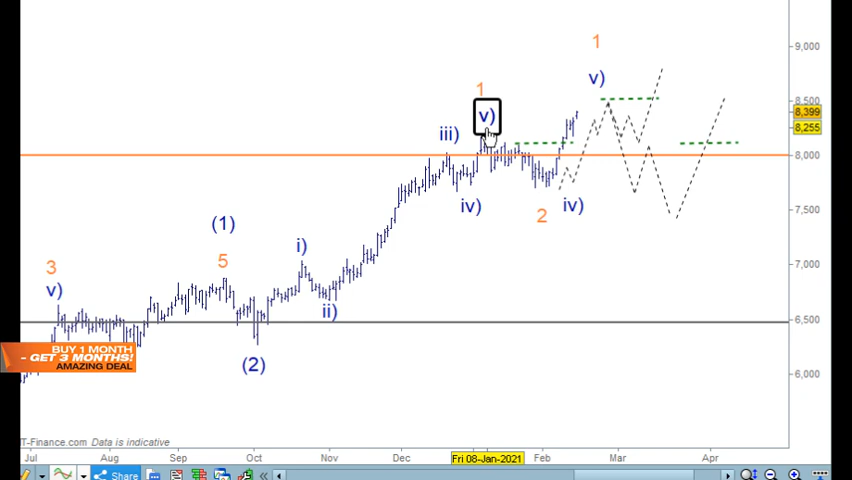 1
9,000
v)
1
8,500
v)
8,399
8,255
iii)
8,000
iv)
iv)
2
7,500
(1)
i)
7,000
3
5
v)
ii)
6,500
BUY 1 MONTH
- GET 3 MONTHS!
AMAZING DEAL
(2)
6,000
IT-Finance.com Data is indicative
Jul Aug Sep Oct Nov Dec Fri 08-Jan-2021 Feb Mar Apr
Share